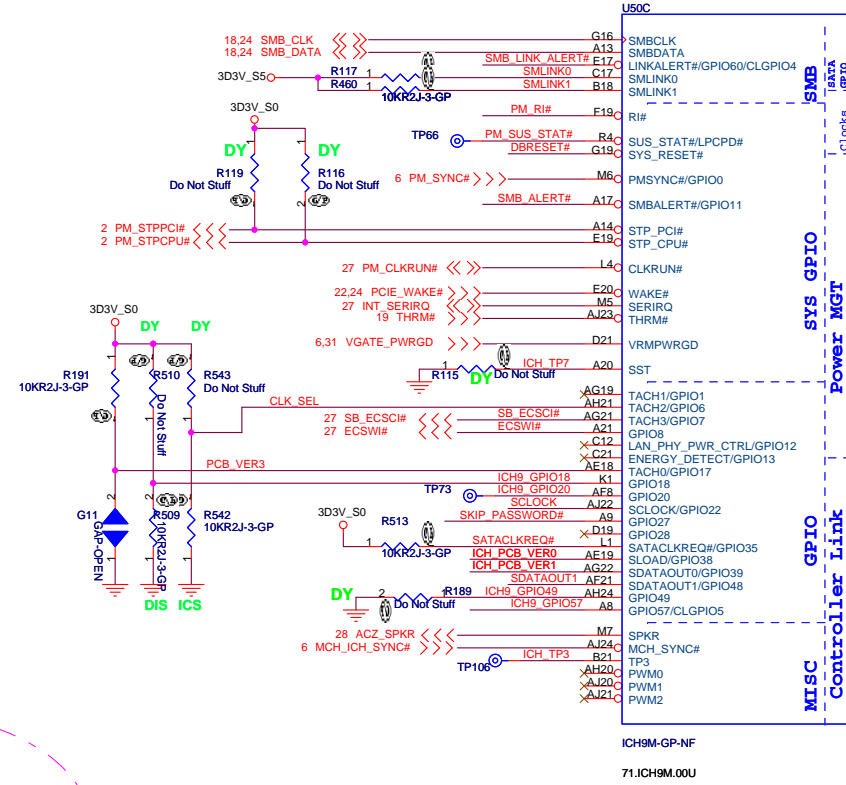 U50C
18,24 SMB_CLK G16 SMBCLK
18,24 SMB_DATA A13 SMBDATA
SMB_LINK_ALERT# E17 LINKALERT#/GPIO60/CLGPIO4
3D3V_S5 R117 1 SMLINK0 C17 SMLINK0
R460 1 SMLINK1 B18 SMLINK1
10KR2J-3-GP
SMB
SATA
GPIO
Clocks
3D3V_S0
PM_RI# F19 RI#
TP66 PM_SUS_STAT# R4 SUS_STAT#/LPCPD#
DBRESET# G19 SYS_RESET#
DY DY
1 1
R119 R116
Do Not Stuff Do Not Stuff
2 2
6 PM_SYNC# M6 PMSYNC#/GPIO0
SMB_ALERT# A17 SMBALERT#/GPIO11
2 PM_STPPCI# A14 STP_PCI#
2 PM_STPCPU# E19 STP_CPU#
27 PM_CLKRUN# L4 CLKRUN#
22,24 PCIE_WAKE# E20 WAKE#
27 INT_SERIRQ M5 SERIRQ
19 THRM# AJ23 THRM#
SYS GPIO
Power MGT
6,31 VGATE_PWRGD D21 VRMPWRGD
1 R115 DY Do Not Stuff ICH_TP7 A20 SST
3D3V_S0
DY DY
R191 R510 R543
10KR2J-3-GP Do Not Stuff Do Not Stuff
AG19 TACH1/GPIO1
CLK_SEL AH21 TACH2/GPIO6
27 SB_ECSCI# SB_ECSCI# AG21 TACH3/GPIO7
27 ECSWI# ECSWI# A21 GPIO8
C12 LAN_PHY_PWR_CTRL/GPIO12
C21 ENERGY_DETECT/GPIO13
PCB_VER3 AE18 TACH0/GPIO17
ICH9_GPIO18 K1 GPIO18
TP73 ICH9_GPIO20 AF8 GPIO20
SCLOCK AJ22 SCLOCK/GPIO22
SKIP_PASSWORD# A9 GPIO27
D19 GPIO28
3D3V_S0 R513 1 10KR2J-3-GP SATACLKREQ# L1 SATACLKREQ#/GPIO35
ICH_PCB_VER0 AE19 SLOAD/GPIO38
ICH_PCB_VER1 AG22 SDATAOUT0/GPIO39
SDATAOUT1 AF21 SDATAOUT1/GPIO48
DY 2 R189 1 Do Not Stuff ICH9_GPIO49 AH24 GPIO49
ICH9_GPIO57 A8 GPIO57/CLGPIO5
GPIO
Controller Link
G11 R509 R542
GAP-OPEN 10KR2J-3-GP 10KR2J-3-GP
DIS ICS
28 ACZ_SPKR M7 SPKR
6 MCH_ICH_SYNC# AJ24 MCH_SYNC#
TP106 ICH_TP3 B21 TP3
AH20 PWM0
AJ20 PWM1
AJ21 PWM2
MISC
ICH9M-GP-NF
71.ICH9M.00U